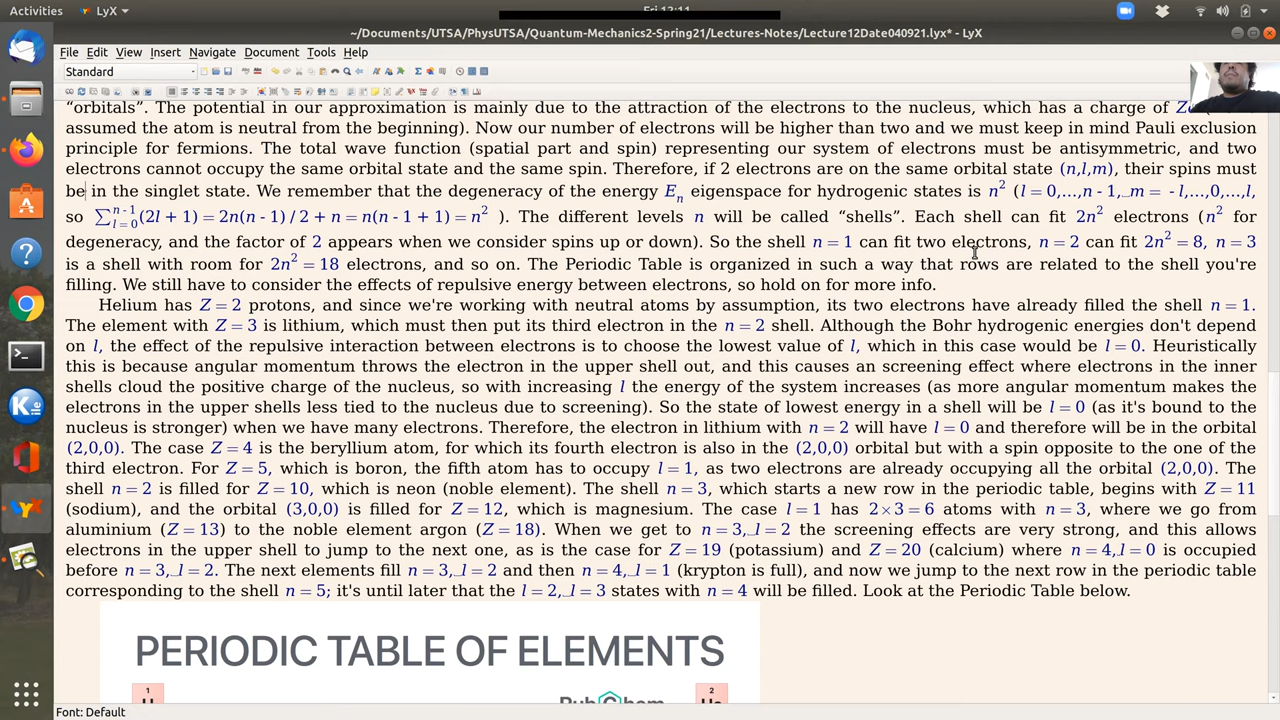 Activities LyX Fri 12:11
~/Documents/UTSA/PhysUTSA/Quantum-Mechanics2-Spring21/Lectures-Notes/Lecture12Date040921.lyx* - LyX
File Edit View Insert Navigate Document Tools Help
Standard
“orbitals”. The potential in our approximation is mainly due to the attraction of the electrons to the nucleus, which has a charge of
assumed the atom is neutral from the beginning). Now our number of electrons will be higher than two and we must keep in mind Pauli exclusion
principle for fermions. The total wave function (spatial part and spin) representing our system of electrons must be antisymmetric, and two
electrons cannot occupy the same orbital state and the same spin. Therefore, if 2 electrons are on the same orbital state (n,l,m), their spins must
be in the singlet state. We remember that the degeneracy of the energy E_n eigenspace for hydrogenic states is n² (l = 0,...,n - 1,_m = - l,...,0,...,l,
so ∑_{l=0}^{n-1}(2l + 1) = 2n(n - 1) / 2 + n = n(n - 1 + 1) = n² ). The different levels n will be called “shells”. Each shell can fit 2n² electrons (n² for
degeneracy, and the factor of 2 appears when we consider spins up or down). So the shell n = 1 can fit two electrons, n = 2 can fit 2n² = 8, n = 3
is a shell with room for 2n² = 18 electrons, and so on. The Periodic Table is organized in such a way that rows are related to the shell you're
filling. We still have to consider the effects of repulsive energy between electrons, so hold on for more info.
Helium has Z = 2 protons, and since we're working with neutral atoms by assumption, its two electrons have already filled the shell n = 1.
The element with Z = 3 is lithium, which must then put its third electron in the n = 2 shell. Although the Bohr hydrogenic energies don't depend
on l, the effect of the repulsive interaction between electrons is to choose the lowest value of l, which in this case would be l = 0. Heuristically
this is because angular momentum throws the electron in the upper shell out, and this causes an screening effect where electrons in the inner
shells cloud the positive charge of the nucleus, so with increasing l the energy of the system increases (as more angular momentum makes the
electrons in the upper shells less tied to the nucleus due to screening). So the state of lowest energy in a shell will be l = 0 (as it's bound to the
nucleus is stronger) when we have many electrons. Therefore, the electron in lithium with n = 2 will have l = 0 and therefore will be in the orbital
(2,0,0). The case Z = 4 is the beryllium atom, for which its fourth electron is also in the (2,0,0) orbital but with a spin opposite to the one of the
third electron. For Z = 5, which is boron, the fifth atom has to occupy l = 1, as two electrons are already occupying all the orbital (2,0,0). The
shell n = 2 is filled for Z = 10, which is neon (noble element). The shell n = 3, which starts a new row in the periodic table, begins with Z = 11
(sodium), and the orbital (3,0,0) is filled for Z = 12, which is magnesium. The case l = 1 has 2×3 = 6 atoms with n = 3, where we go from
aluminium (Z = 13) to the noble element argon (Z = 18). When we get to n = 3,_l = 2 the screening effects are very strong, and this allows
electrons in the upper shell to jump to the next one, as is the case for Z = 19 (potassium) and Z = 20 (calcium) where n = 4,_l = 0 is occupied
before n = 3,_l = 2. The next elements fill n = 3,_l = 2 and then n = 4,_l = 1 (krypton is full), and now we jump to the next row in the periodic table
corresponding to the shell n = 5; it's until later that the l = 2,_l = 3 states with n = 4 will be filled. Look at the Periodic Table below.
PERIODIC TABLE OF ELEMENTS
1 2
Font: Default